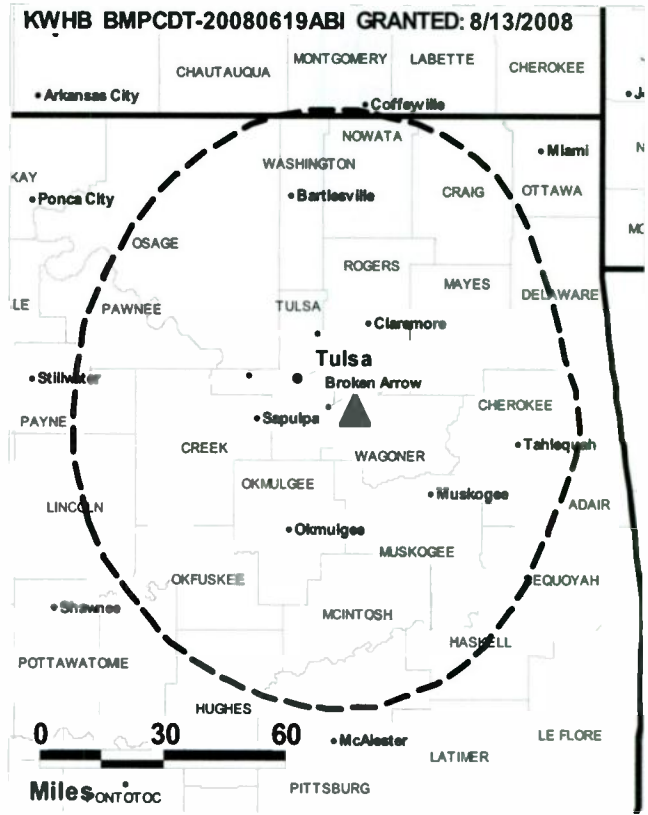 KWHB BMPCDT-20080619ABI GRANTED: 8/13/2008
MONTGOMERY
LABETTE
CHAUTAUQUA
CHEROKEE
Arkansas City
Coffeyville
NOWATA
Miami
WASHINGTON
KAY
Ponca City
Bartlesville
CRAIG
OTTAWA
OSAGE
ROGERS
MAYES
DELAWARE
LE
PAWNEE
TULSA
Claremore
Tulsa
Stillwater
Broken Arrow
CHEROKEE
PAYNE
Sapulpa
CREEK
Tahlequah
WAGONER
OKMULGEE
Muskogee
LINCOLN
ADAIR
Okmulgee
MUSKOGEE
OKFUSKEE
EQUOYAH
Shawnee
MCINTOSH
HASKELL
POTTAWATOMIE
HUGHES
0 30 60
McAlester
LE FLORE
LATIMER
Miles
PONTOTOC
PITTSBURG